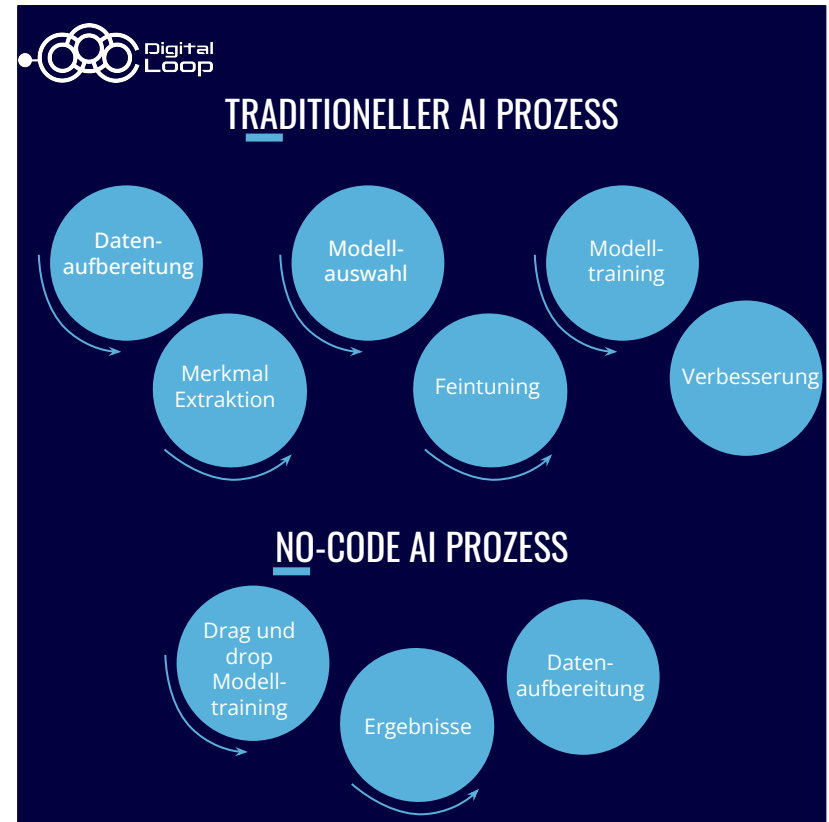 Digital
Loop
TRADITIONELLER AI PROZESS
Daten-
aufbereitung
Merkmal
Extraktion
Modell-
auswahl
Feintuning
Modell-
training
Verbesserung
NO-CODE AI PROZESS
Drag und
drop
Modell-
training
Ergebnisse
Daten-
aufbereitung